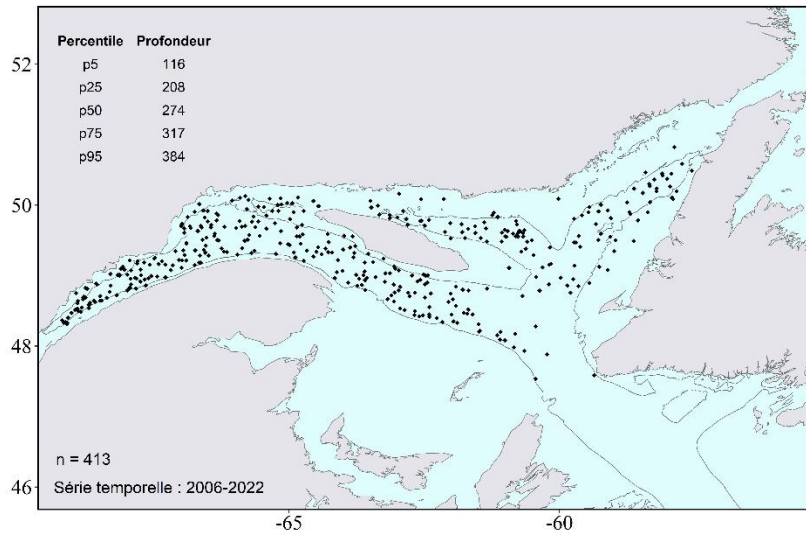 Percentile Profondeur
p5 116
p25 208
p50 274
p75 317
p95 384
52
50
48
46
n = 413
Série temporelle : 2006-2022
-65 -60